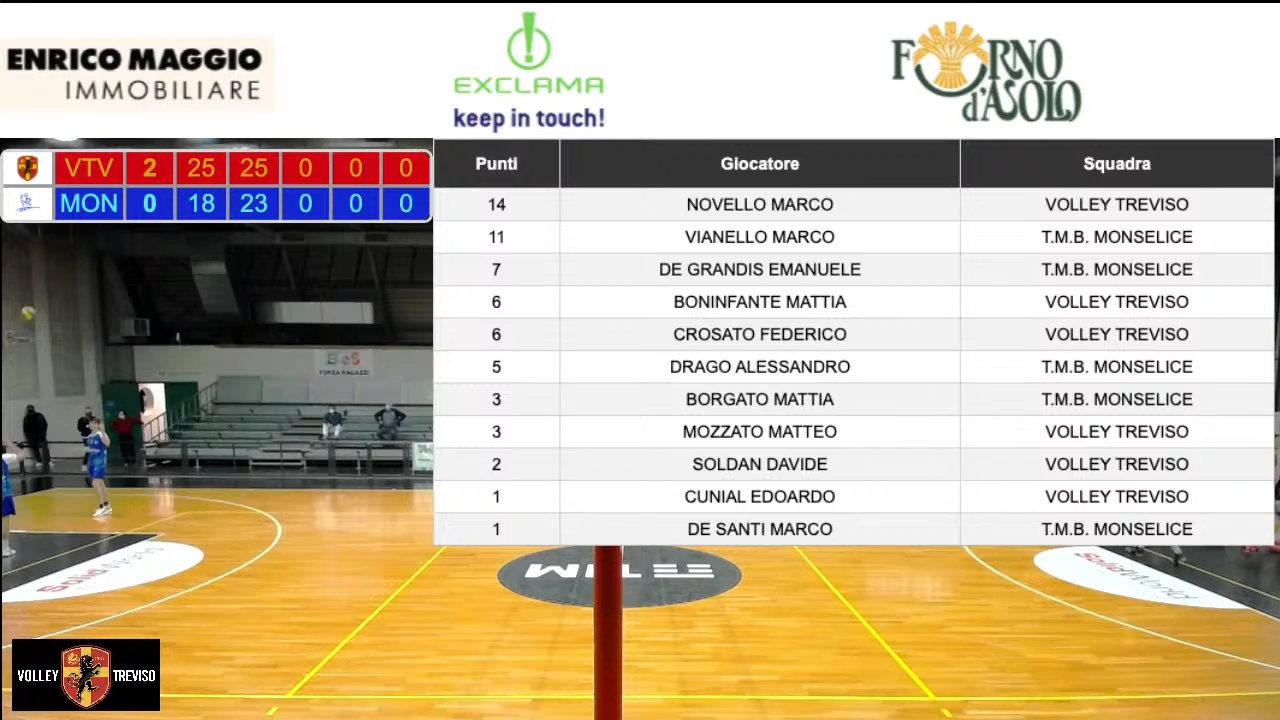 ENRICO MAGGIO
IMMOBILIARE
EXCLAMA
keep in touch!
FORNO
d'ASOLO
VTV 2 25 25 0 0 0
MON 0 18 23 0 0 0
Punti Giocatore Squadra
14 NOVELLO MARCO VOLLEY TREVISO
11 VIANELLO MARCO T.M.B. MONSELICE
7 DE GRANDIS EMANUELE T.M.B. MONSELICE
6 BONINFANTE MATTIA VOLLEY TREVISO
6 CROSATO FEDERICO VOLLEY TREVISO
5 DRAGO ALESSANDRO T.M.B. MONSELICE
3 BORGATO MATTIA T.M.B. MONSELICE
3 MOZZATO MATTEO VOLLEY TREVISO
2 SOLDAN DAVIDE VOLLEY TREVISO
1 CUNIAL EDOARDO VOLLEY TREVISO
1 DE SANTI MARCO T.M.B. MONSELICE
FORZA RAGAZZI
SolidWorld
SolidWorld
VOLLEY TREVISO